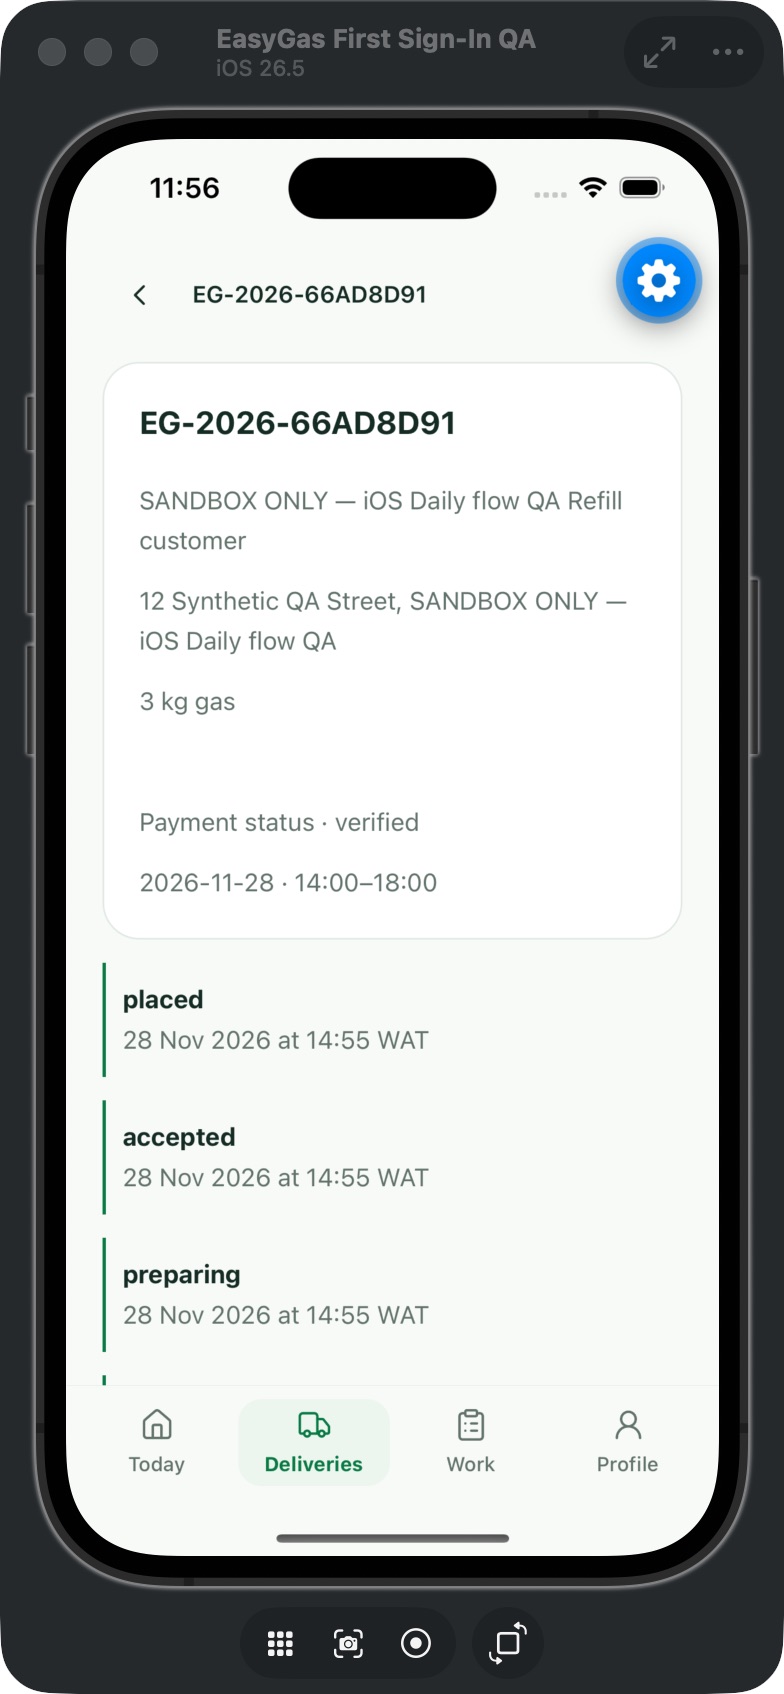 EasyGas First Sign-In QA
iOS 26.5
11:56
EG-2026-66AD8D91
EG-2026-66AD8D91
SANDBOX ONLY — iOS Daily flow QA Refill
customer
12 Synthetic QA Street, SANDBOX ONLY —
iOS Daily flow QA
3 kg gas
Payment status · verified
2026-11-28 · 14:00–18:00
placed
28 Nov 2026 at 14:55 WAT
accepted
28 Nov 2026 at 14:55 WAT
preparing
28 Nov 2026 at 14:55 WAT
Today
Deliveries
Work
Profile